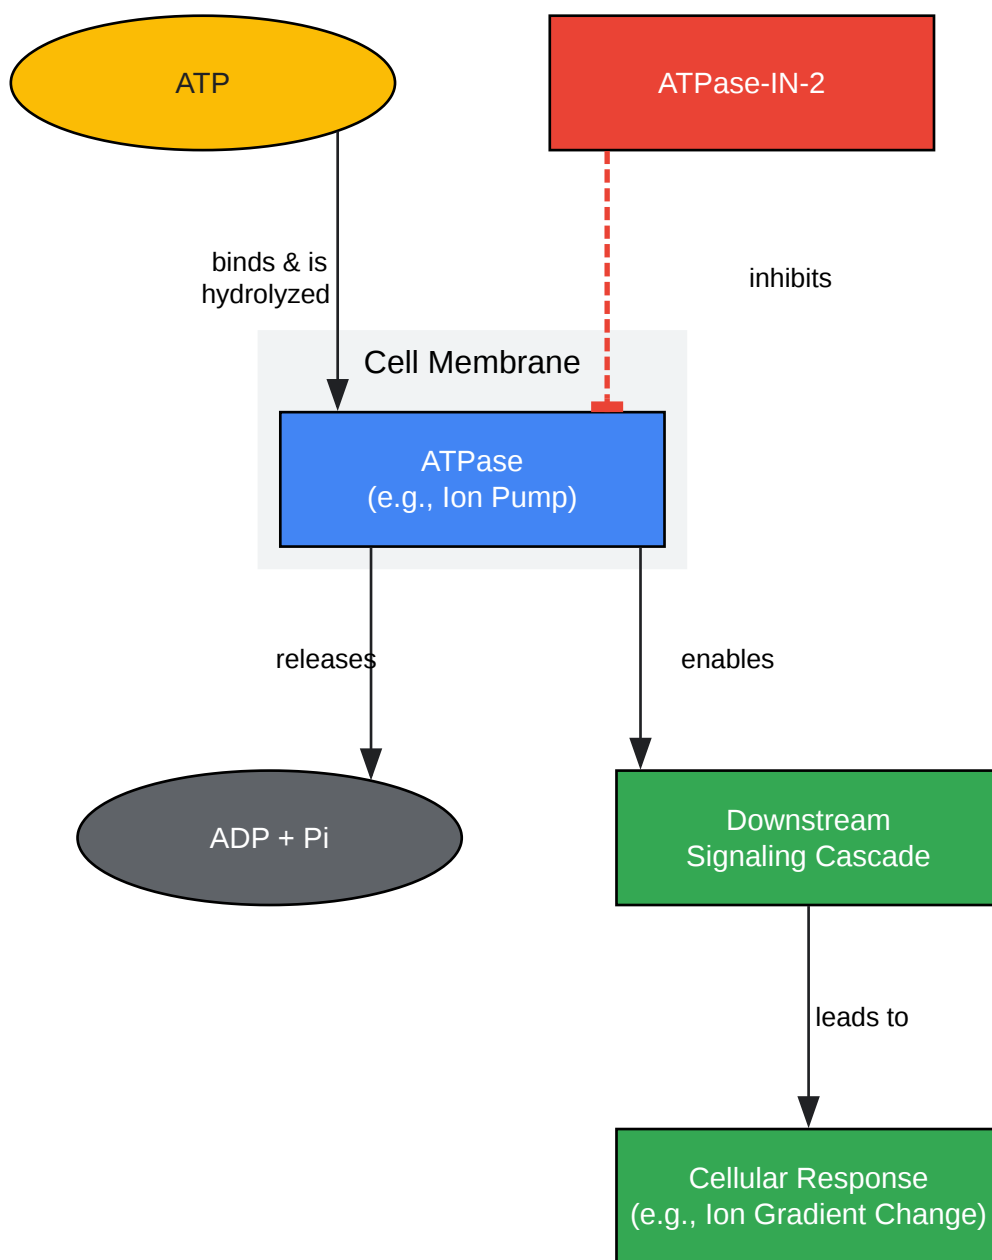 ATP
ATPase-IN-2
binds & is
hydrolyzed
inhibits
Cell Membrane
ATPase
(e.g., Ion Pump)
releases
enables
ADP + Pi
Downstream
Signaling Cascade
leads to
Cellular Response
(e.g., Ion Gradient Change)